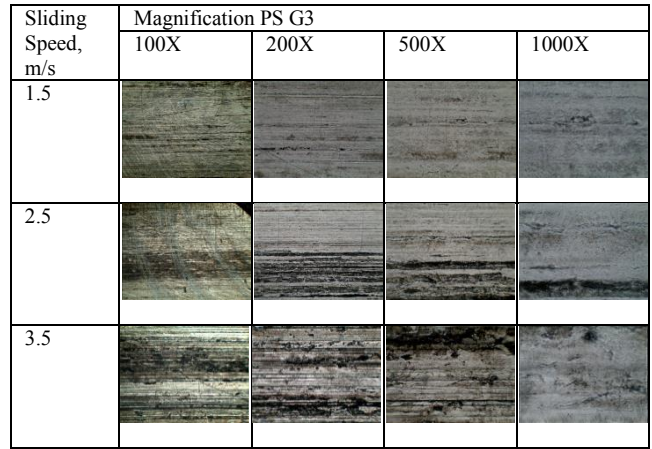 Sliding
Speed,
m/s
Magnification PS G3
100X
200X
500X
1000X
1.5
2.5
3.5